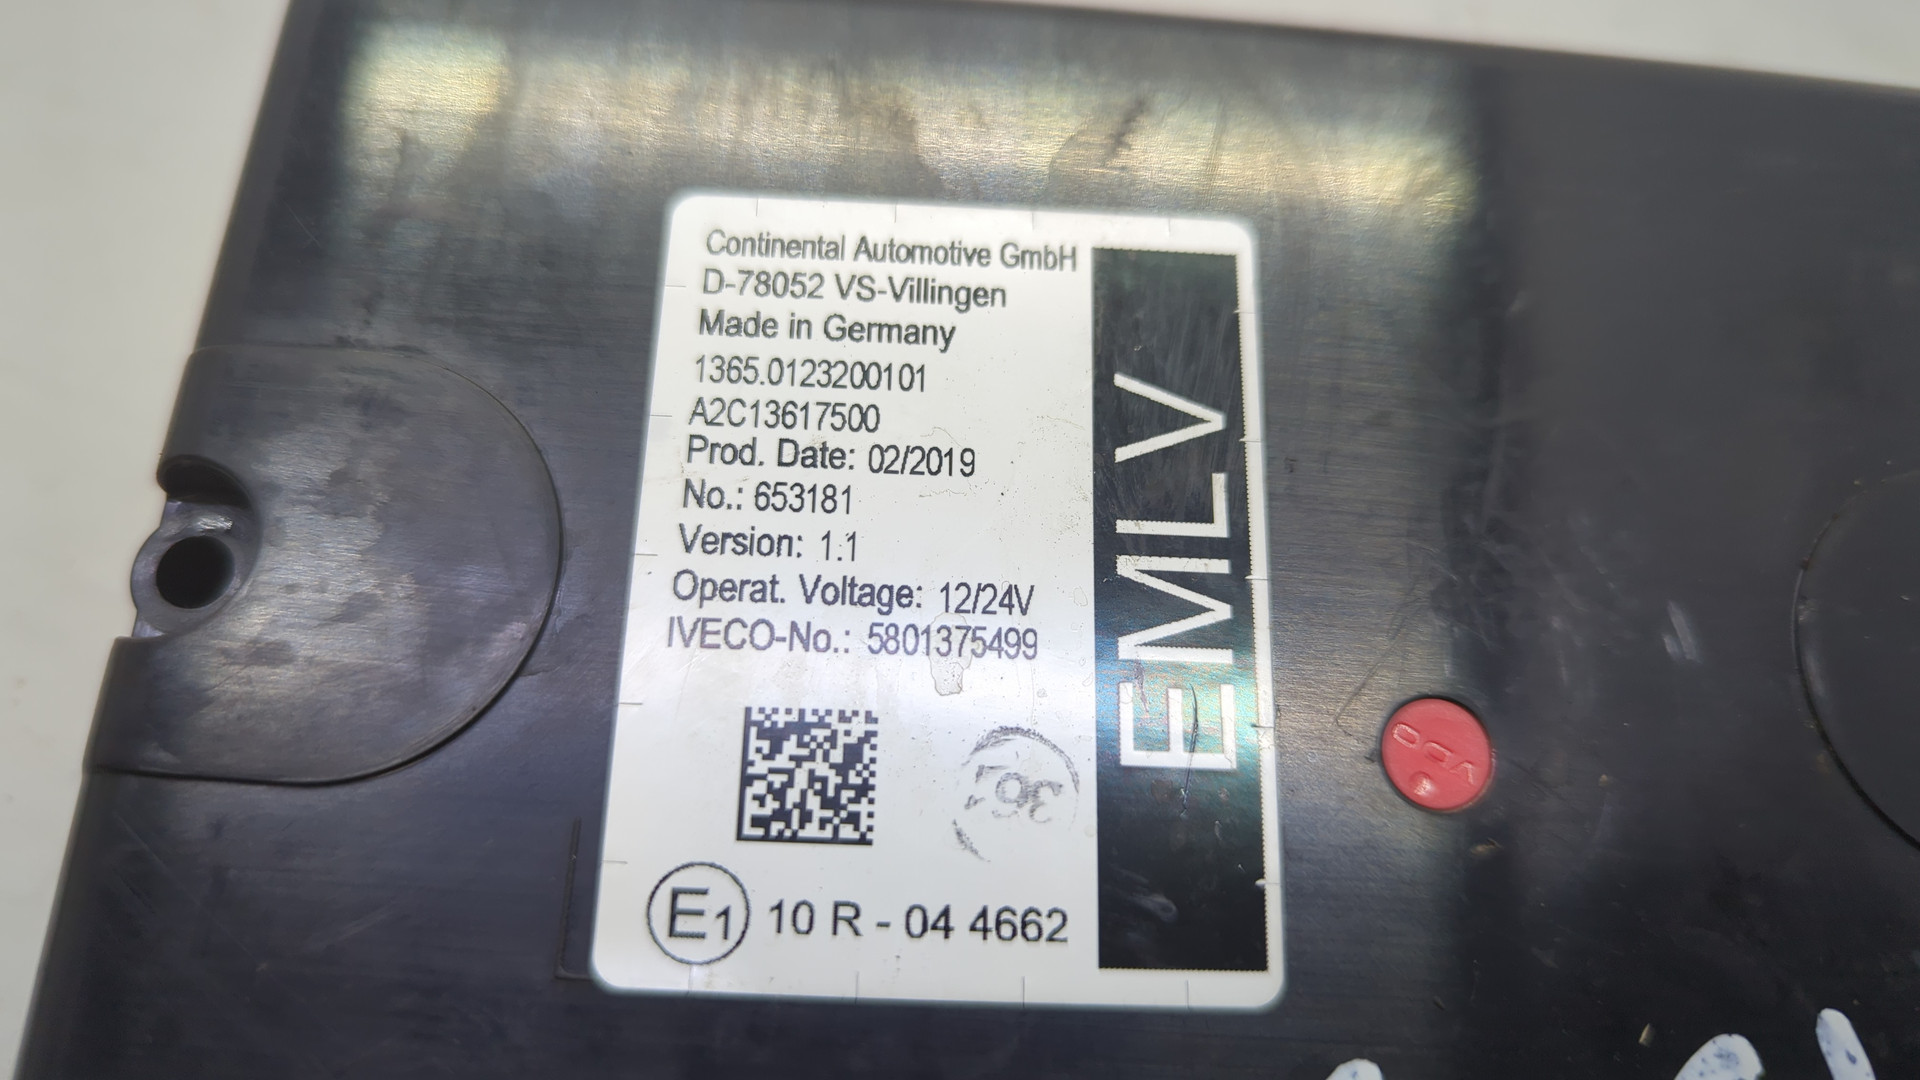 Continental Automotive GmbH
D-78052 VS-Villingen
Made in Germany
1365.0123200101
A2C13617500
Prod. Date: 02/2019
No.: 653181
Version: 1.1
Operat. Voltage: 12/24V
IVECO-No.: 5801375499
E1 10 R - 04 4662
EMLV
VDO